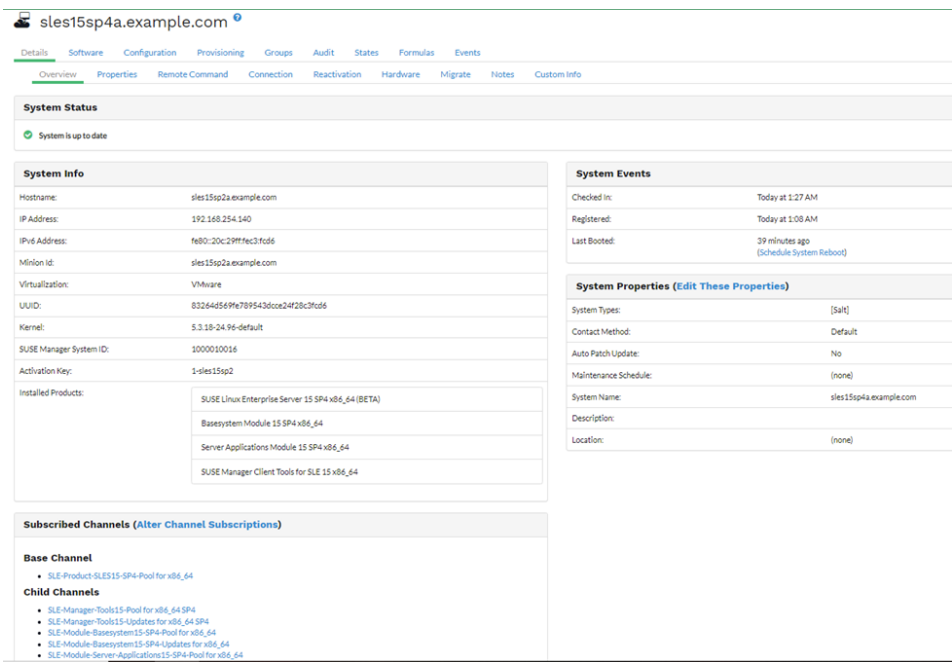 sles15sp4a.example.com ?
Details Software Configuration Provisioning Groups Audit States Formulas Events
Overview Properties Remote Command Connection Reactivation Hardware Migrate Notes Custom Info
System Status
System is up to date
System Info
Hostname: sles15sp2a.example.com
IP Address: 192.168.254.140
IPv6 Address: fe80::20c:29ff:fec3:fcd6
Minion Id: sles15sp2a.example.com
Virtualization: VMware
UUID: 83264d569fe789543dcce24f28c3fcd6
Kernel: 5.3.18-24.96-default
SUSE Manager System ID: 1000010016
Activation Key: 1-sles15sp2
Installed Products:
SUSE Linux Enterprise Server 15 SP4 x86_64 (BETA)
Basesystem Module 15 SP4 x86_64
Server Applications Module 15 SP4 x86_64
SUSE Manager Client Tools for SLE 15 x86_64
System Events
Checked In: Today at 1:27 AM
Registered: Today at 1:08 AM
Last Booted: 39 minutes ago
(Schedule System Reboot)
System Properties (Edit These Properties)
System Types: [Salt]
Contact Method: Default
Auto Patch Update: No
Maintenance Schedule: (none)
System Name: sles15sp4a.example.com
Description:
Location: (none)
Subscribed Channels (Alter Channel Subscriptions)
Base Channel
SLE-Product-SLES15-SP4-Pool for x86_64
Child Channels
SLE-Manager-Tools15-Pool for x86_64 SP4
SLE-Manager-Tools15-Updates for x86_64 SP4
SLE-Module-Basesystem15-SP4-Pool for x86_64
SLE-Module-Basesystem15-SP4-Updates for x86_64
SLE-Module-Server-Applications15-SP4-Pool for x86_64